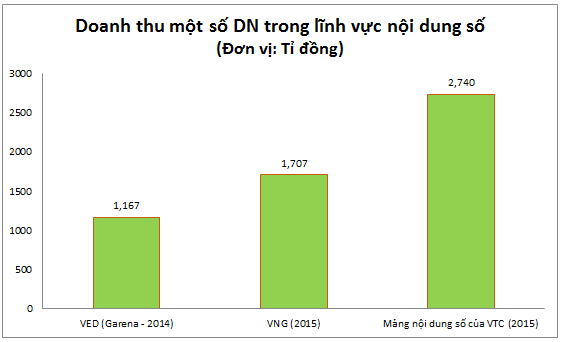 Doanh thu một số DN trong lĩnh vực nội dung số
(Đơn vị: Tỉ đồng)
3000
2500
2000
1500
1000
500
0
1,167
1,707
2,740
VED (Garena - 2014)
VNG (2015)
Mảng nội dung số của VTC (2015)